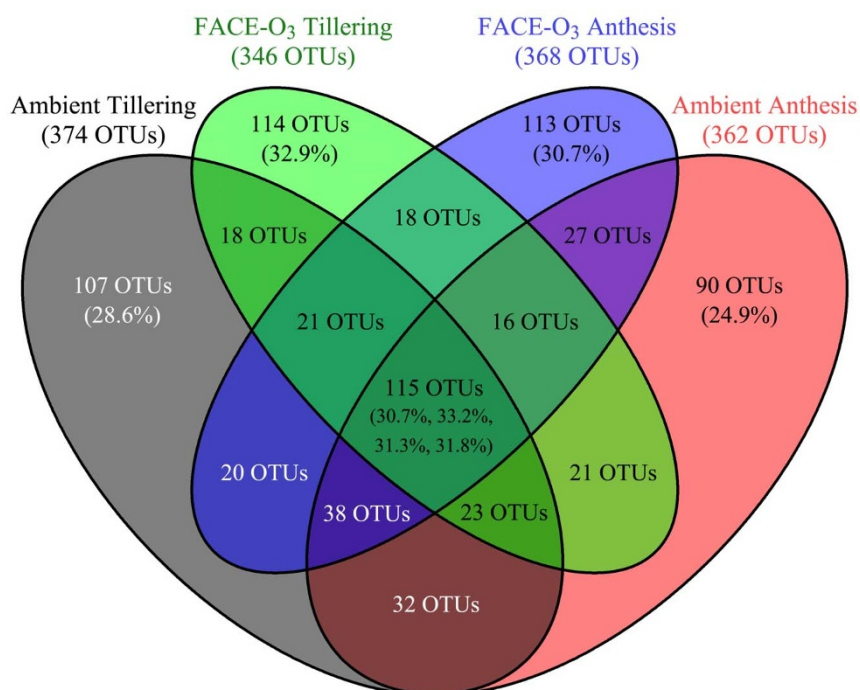 FACE-O₃ Tillering
(346 OTUs)
FACE-O₃ Anthesis
(368 OTUs)
Ambient Tillering
(374 OTUs)
Ambient Anthesis
(362 OTUs)
114 OTUs
(32.9%)
113 OTUs
(30.7%)
18 OTUs
18 OTUs
27 OTUs
107 OTUs
(28.6%)
90 OTUs
(24.9%)
21 OTUs
16 OTUs
115 OTUs
(30.7%, 33.2%,
31.3%, 31.8%)
20 OTUs
21 OTUs
38 OTUs
23 OTUs
32 OTUs